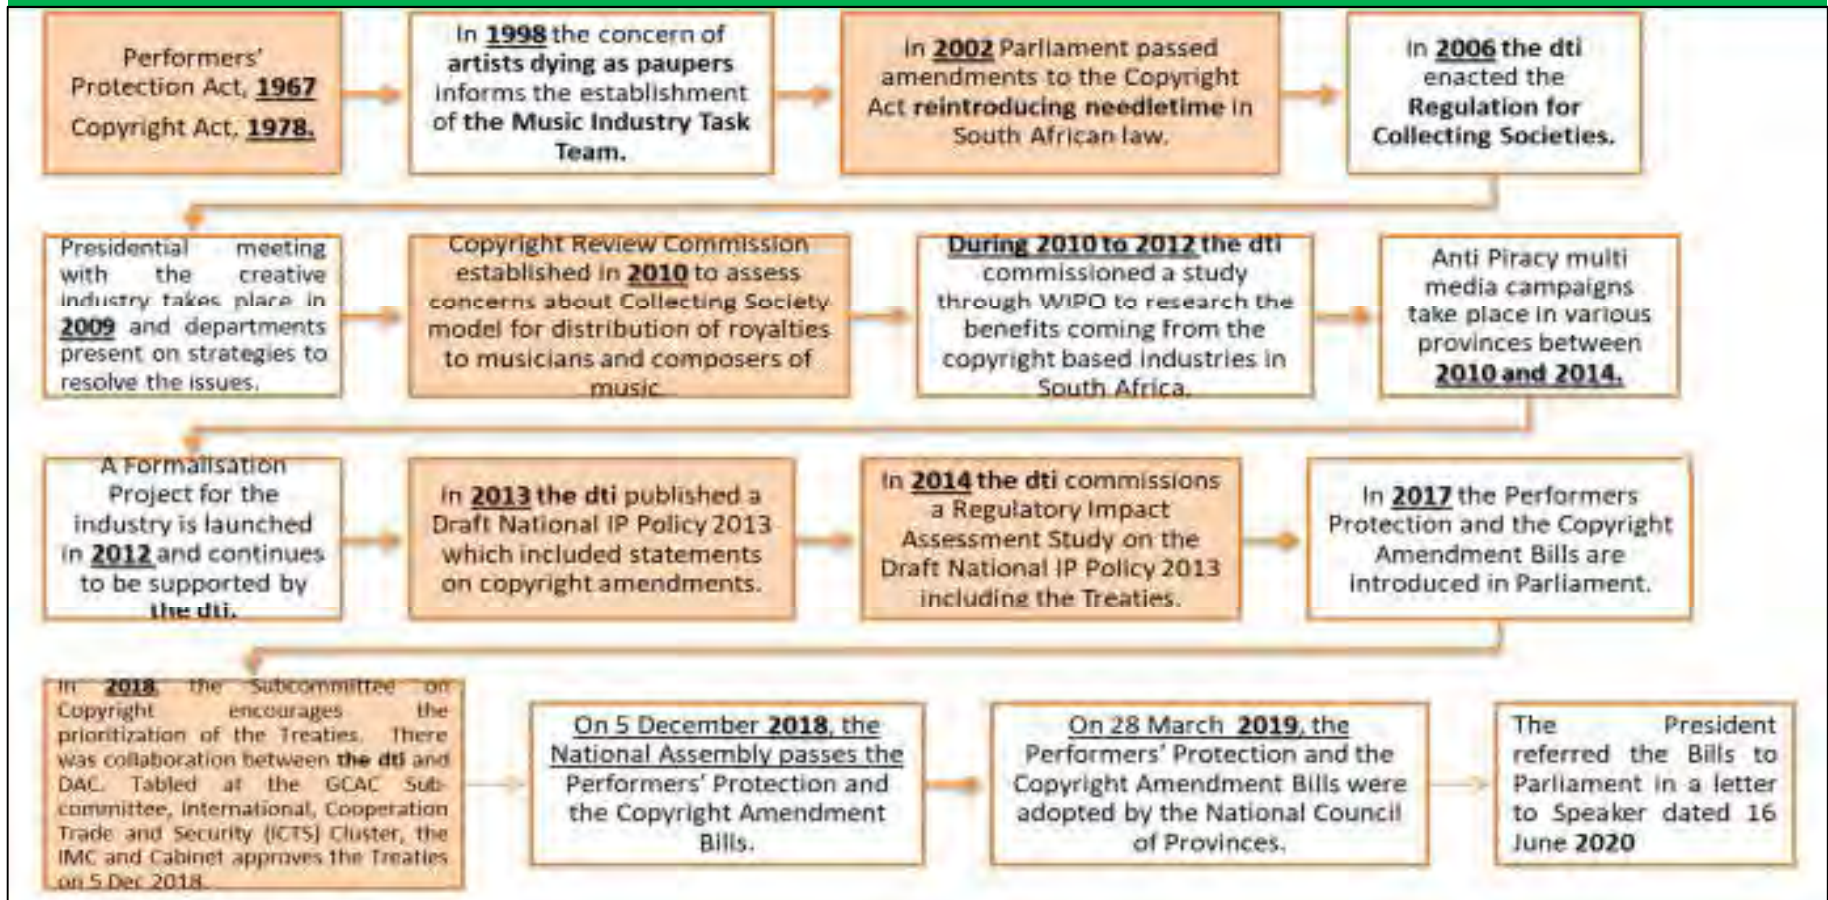 Performers'
Protection Act, 1967
Copyright Act, 1978.
In 1998 the concern of
artists dying as paupers
informs the establishment
of the Music Industry Task
Team.
In 2002 Parliament passed
amendments to the Copyright
Act reintroducing needletime in
South African law.
In 2006 the dti
enacted the
Regulation for
Collecting Societies.
Presidential meeting
with the creative
industry takes place in
2009 and departments
present on strategies to
resolve the issues.
Copyright Review Commission
established in 2010 to assess
concerns about Collecting Society
model for distribution of royalties
to musicians and composers of
music.
During 2010 to 2012 the dti
commissioned a study
through WIPO to research the
benefits coming from the
copyright based industries in
South Africa.
Anti Piracy multi
media campaigns
take place in various
provinces between
2010 and 2014.
A Formalisation
Project for the
industry is launched
in 2012 and continues
to be supported by
the dti.
In 2013 the dti published a
Draft National IP Policy 2013
which included statements
on copyright amendments.
In 2014 the dti commissions
a Regulatory Impact
Assessment Study on the
Draft National IP Policy 2013
including the Treaties.
In 2017 the Performers
Protection and the Copyright
Amendment Bills are
introduced in Parliament.
In 2018, the Subcommitted on
Copyright encourages the
prioritization of the Treaties. There
was collaboration between the dti and
DAC. Tabled at the GCAC Sub-
committee, International, Cooperation
Trade and Security (ICTS) Cluster, the
IMC and Cabinet approves the Treaties
on 5 Dec 2018.
On 5 December 2018, the
National Assembly passes the
Performers' Protection and
the Copyright Amendment
Bills.
On 28 March 2019, the
Performers' Protection and the
Copyright Amendment Bills were
adopted by the National Council
of Provinces.
The President
referred the Bills to
Parliament in a letter
to Speaker dated 16
June 2020